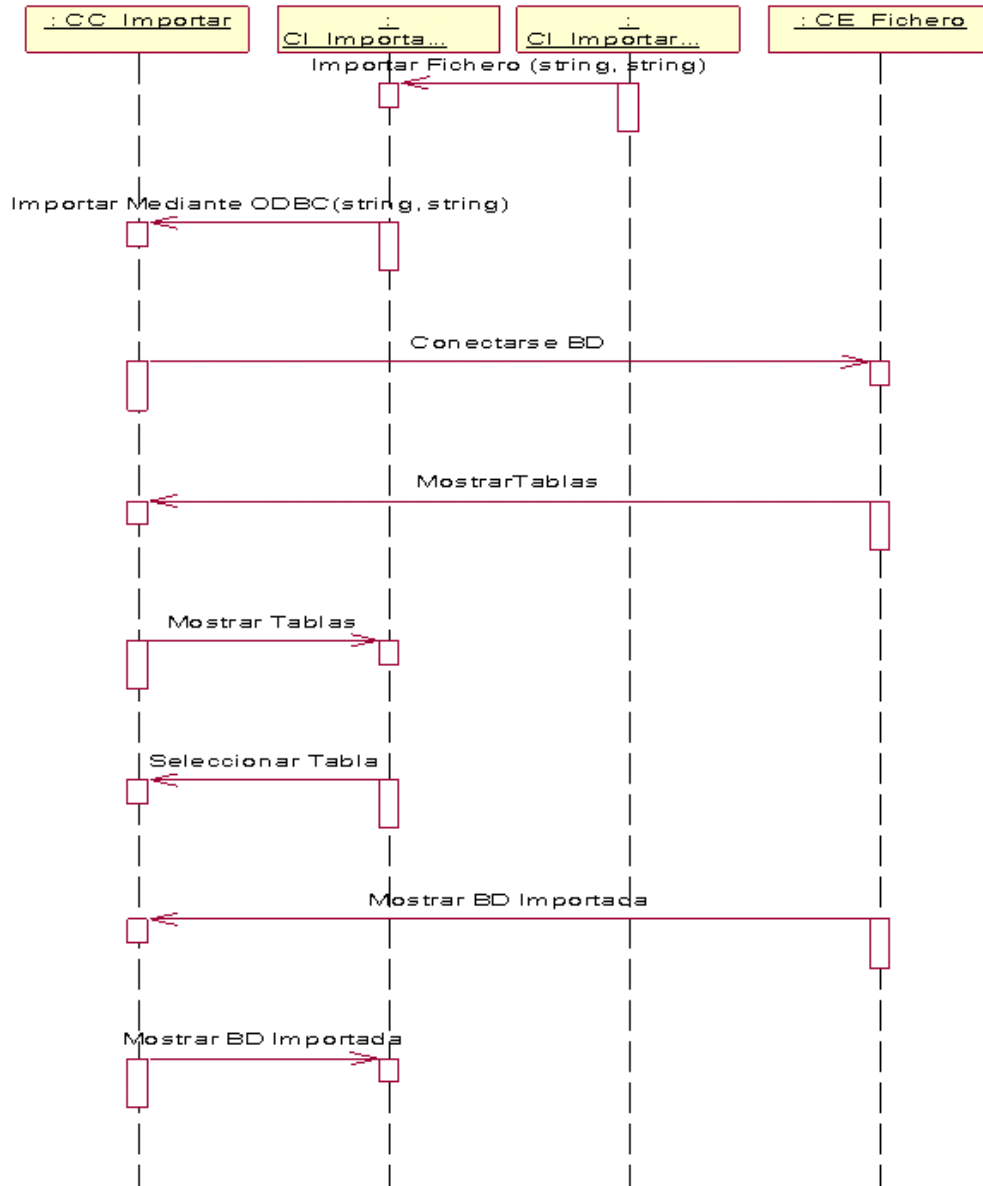 : CC_Importar
:
CI_Importa...
:
CI_Importar...
: CE_Fichero
Importar Fichero (string, string)
Importar Mediante ODBC(string, string)
Conectarse BD
MostrarTablas
Mostrar Tablas
Seleccionar Tabla
Mostrar BD Importada
Mostrar BD Importada